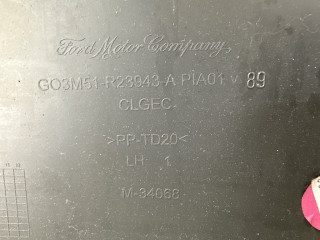 Ford Motor Company
GO3M51-R23943-A PIA01 V 89
CLGEC
>PP-TD20<
LH 1
M-34068